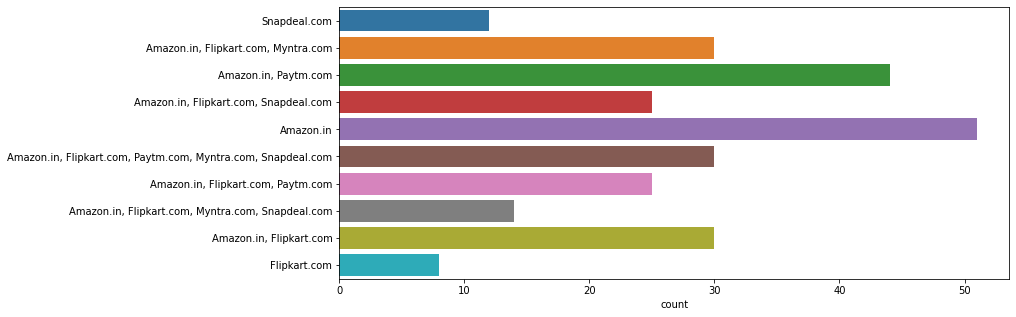 Snapdeal.com
Amazon.in, Flipkart.com, Myntra.com
Amazon.in, Paytm.com
Amazon.in, Flipkart.com, Snapdeal.com
Amazon.in
Amazon.in, Flipkart.com, Paytm.com, Myntra.com, Snapdeal.com
Amazon.in, Flipkart.com, Paytm.com
Amazon.in, Flipkart.com, Myntra.com, Snapdeal.com
Amazon.in, Flipkart.com
Flipkart.com
0 10 20 30 40 50
count